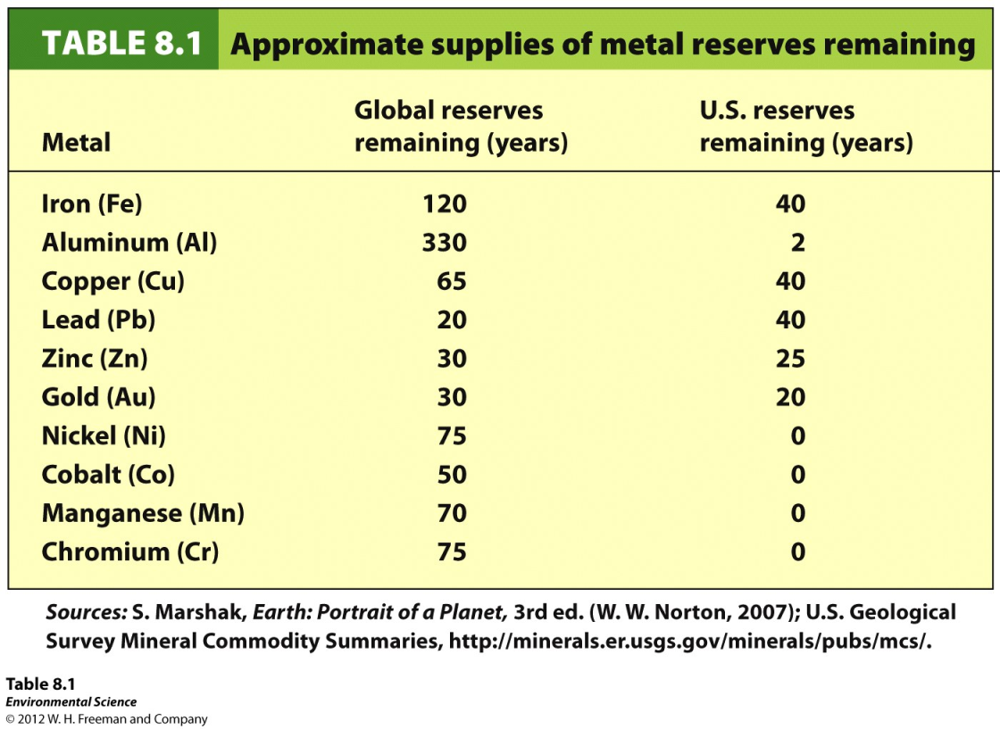 TABLE 8.1 Approximate supplies of metal reserves remaining
Metal Global reserves remaining (years) U.S. reserves remaining (years)
Iron (Fe) 120 40
Aluminum (Al) 330 2
Copper (Cu) 65 40
Lead (Pb) 20 40
Zinc (Zn) 30 25
Gold (Au) 30 20
Nickel (Ni) 75 0
Cobalt (Co) 50 0
Manganese (Mn) 70 0
Chromium (Cr) 75 0
Sources: S. Marshak, Earth: Portrait of a Planet, 3rd ed. (W. W. Norton, 2007); U.S. Geological
Survey Mineral Commodity Summaries, http://minerals.er.usgs.gov/minerals/pubs/mcs/.
Table 8.1
Environmental Science
© 2012 W. H. Freeman and Company